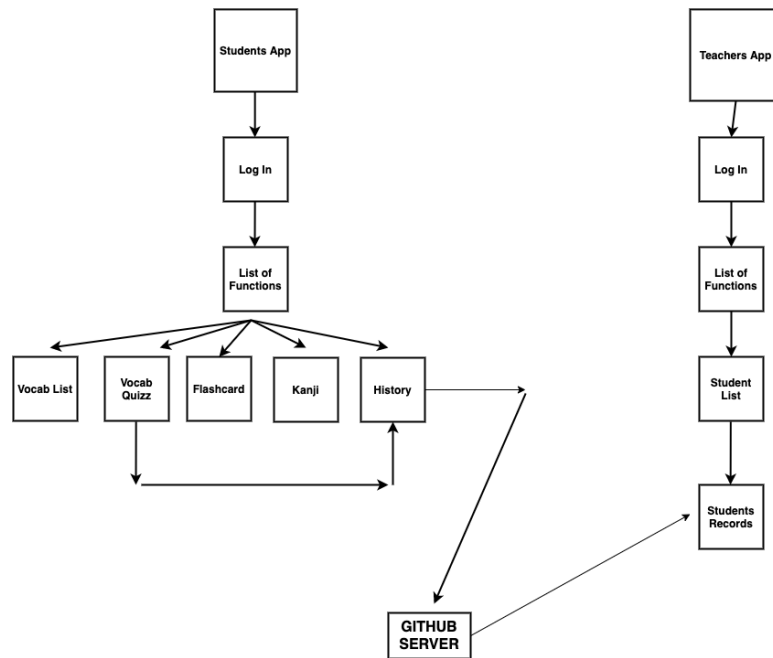 Students App
Teachers App
Log In
Log In
List of
Functions
List of
Functions
Vocab List
Vocab
Quizz
Flashcard
Kanji
History
Student
List
Students
Records
GITHUB
SERVER